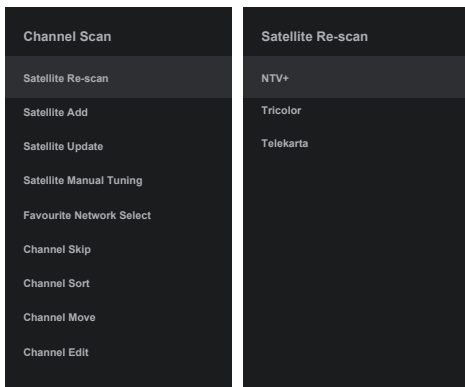 Channel Scan
Satellite Re-scan
Satellite Add
Satellite Update
Satellite Manual Tuning
Favourite Network Select
Channel Skip
Channel Sort
Channel Move
Channel Edit
Satellite Re-scan
NTV+
Tricolor
Telekarta